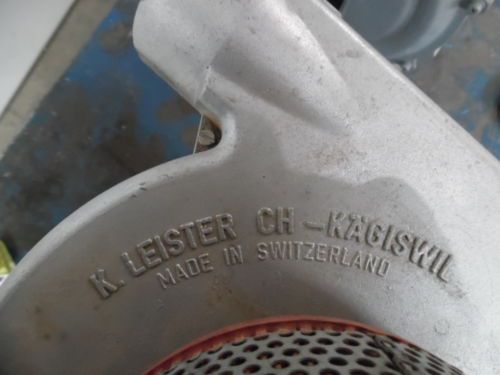 K. LEISTER CH – KÄGISWIL
MADE IN SWITZERLAND